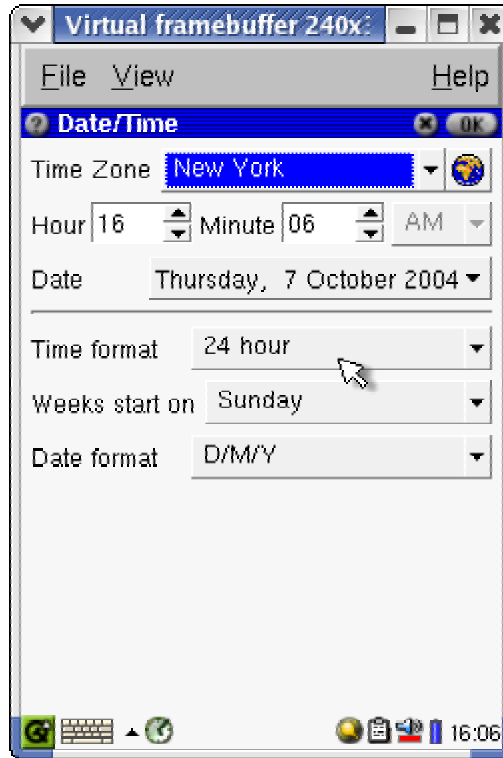 Virtual framebuffer 240x
File View Help
Date/Time OK
Time Zone New York
Hour 16 Minute 06 AM
Date Thursday, 7 October 2004
Time format 24 hour
Weeks start on Sunday
Date format D/M/Y
16:06